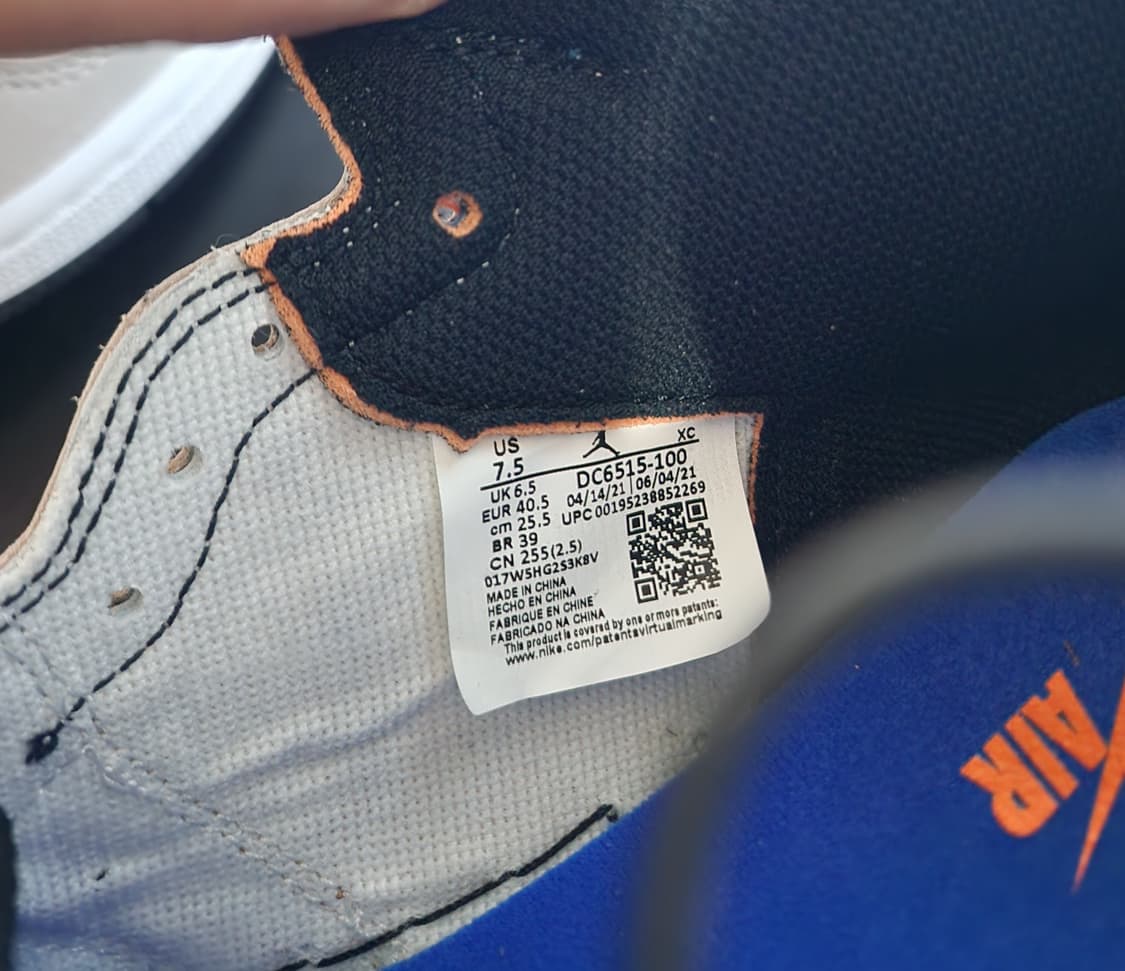 US XC
7.5
UK 6.5 DC6515-100
EUR 40.5 04/14/21 06/04/21
cm 25.5 UPC 00195238852269
BR 39
CN 255(2.5)
017W5HG2S3K8V
MADE IN CHINA
HECHO EN CHINA
FABRIQUE EN CHINE
FABRICADO NA CHINA
This product is covered by one or more patents:
www.nike.com/patentsvirtualmarking
AIR